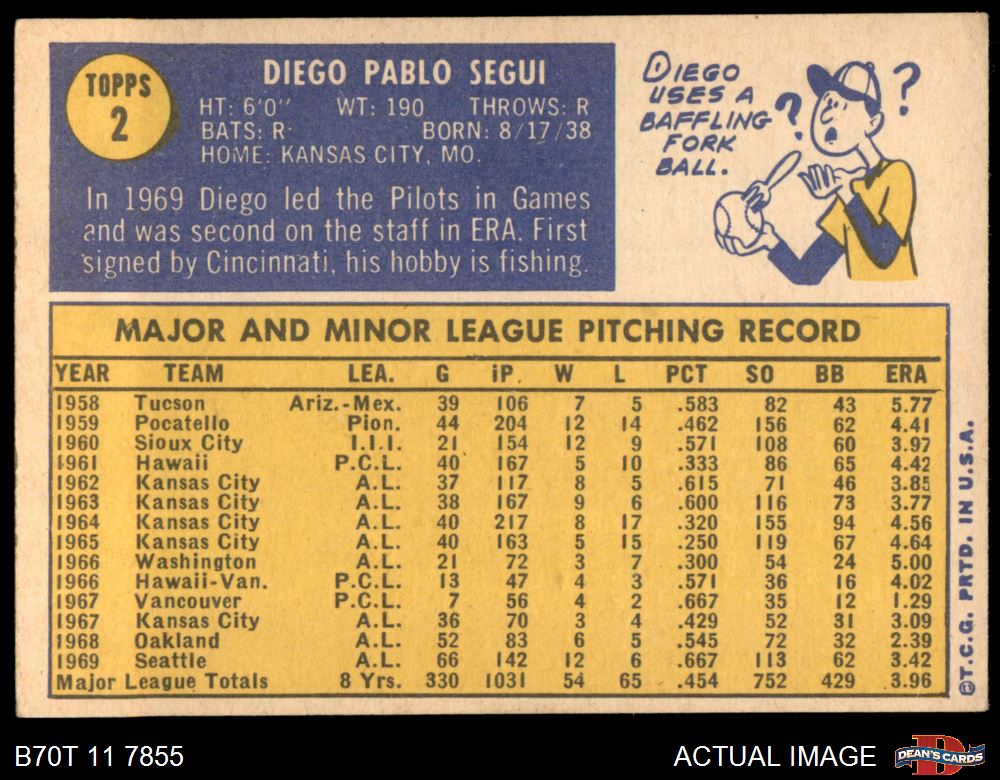 TOPPS
2
DIEGO PABLO SEGUI
HT: 6'0" WT: 190 THROWS: R
BATS: R BORN: 8/17/38
HOME: KANSAS CITY, MO.
In 1969 Diego led the Pilots in Games
and was second on the staff in ERA. First
signed by Cincinnati, his hobby is fishing.
DIEGO
USES A
BAFFLING
FORK
BALL.
? ?
MAJOR AND MINOR LEAGUE PITCHING RECORD
YEAR TEAM LEA. G IP. W L PCT SO BB ERA
1958 Tucson Ariz.-Mex. 39 106 7 5 .583 82 43 5.77
1959 Pocatello Pion. 44 204 12 14 .462 156 62 4.41
1960 Sioux City I.I.I. 21 154 12 9 .571 108 60 3.97
1961 Hawaii P.C.L. 40 167 5 10 .333 86 65 4.42
1962 Kansas City A.L. 37 117 8 5 .615 71 46 3.85
1963 Kansas City A.L. 38 167 9 6 .600 116 73 3.77
1964 Kansas City A.L. 40 217 8 17 .320 155 94 4.56
1965 Kansas City A.L. 40 163 5 15 .250 119 67 4.64
1966 Washington A.L. 21 72 3 7 .300 54 24 5.00
1966 Hawaii-Van. P.C.L. 13 47 4 3 .571 36 16 4.02
1967 Vancouver P.C.L. 7 56 4 2 .667 35 12 1.29
1967 Kansas City A.L. 36 70 3 4 .429 52 31 3.09
1968 Oakland A.L. 52 83 6 5 .545 72 32 2.39
1969 Seattle A.L. 66 142 12 6 .667 113 62 3.42
Major League Totals 8 Yrs. 330 1031 54 65 .454 752 429 3.96
©T.C.G. PRTD. IN U.S.A.
B70T 11 7855
ACTUAL IMAGE
DEAN'S CARDS